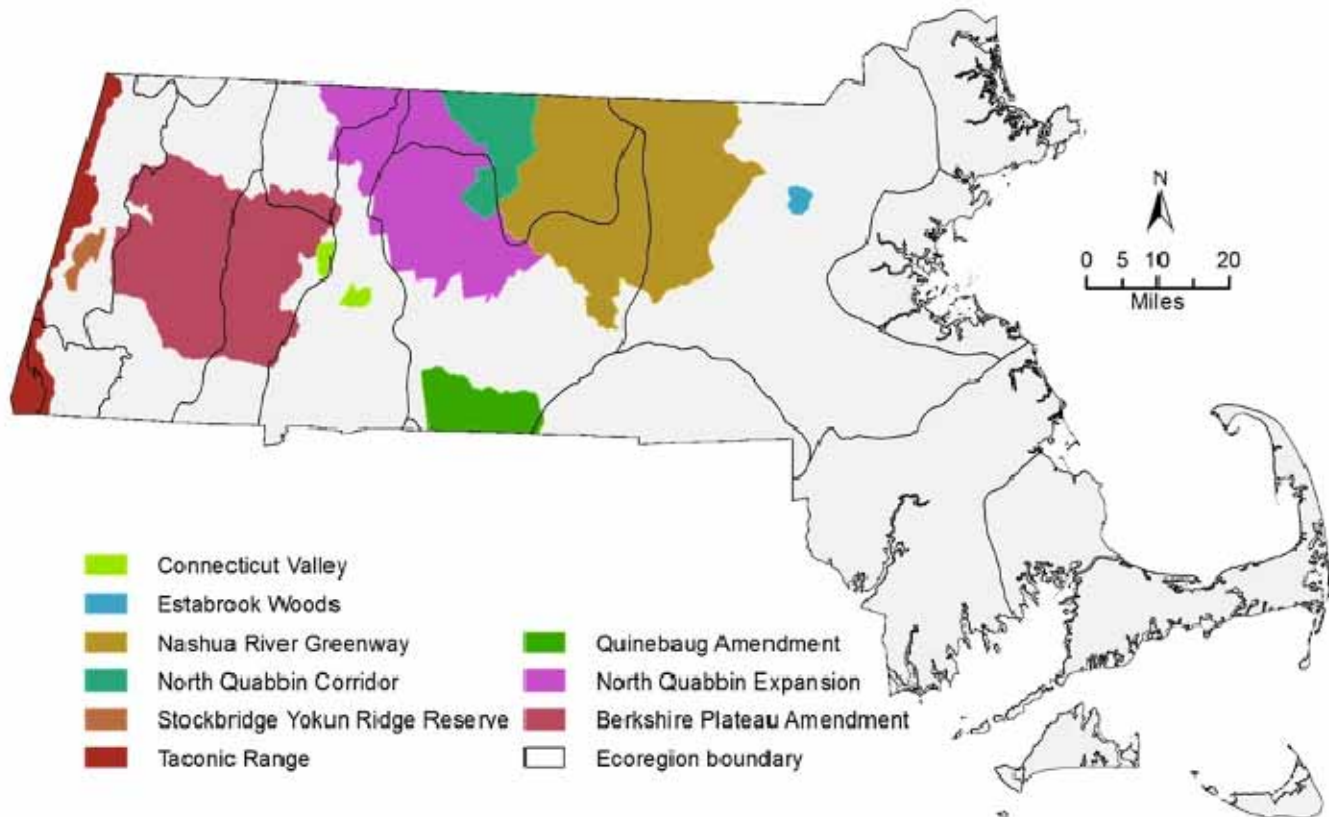 N
0 5 10 20
Miles
Connecticut Valley
Estabrook Woods
Nashua River Greenway
North Quabbin Corridor
Stockbridge Yokun Ridge Reserve
Taconic Range
Quinebaug Amendment
North Quabbin Expansion
Berkshire Plateau Amendment
Ecoregion boundary